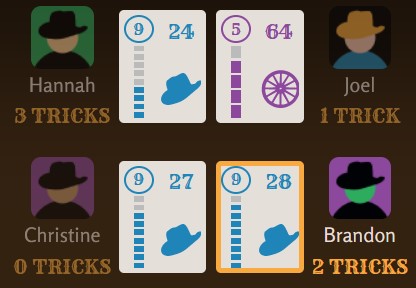 9 24
5 64
Hannah
Joel
3 TRICKS
1 TRICK
9 27
9 28
Christine
Brandon
0 TRICKS
2 TRICKS